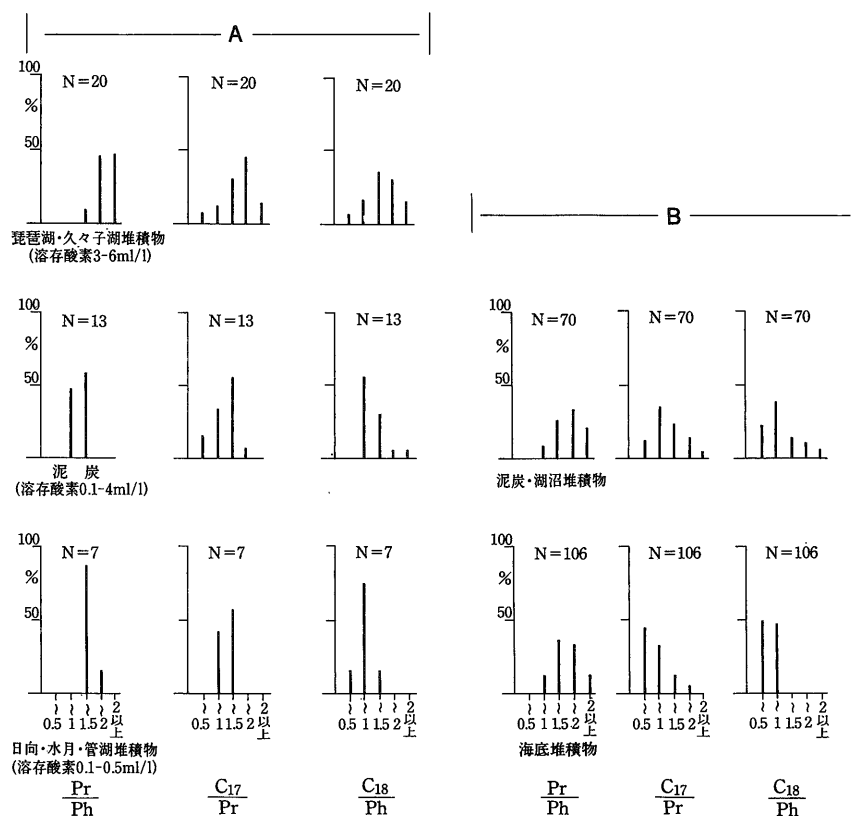 A
100
%
50
N=20
N=20
N=20
琵琶湖・久々子湖堆積物
(溶存酸素3-6ml/l)
B
100
%
50
N=13
N=13
N=13
泥 炭
(溶存酸素0.1-4ml/l)
100
%
50
N=70
N=70
N=70
泥炭・湖沼堆積物
100
%
50
N=7
N=7
N=7
~0.5 ~1 ~1.5 ~2 2以上
~0.5 ~1 ~1.5 ~2 2以上
~0.5 ~1 ~1.5 ~2 2以上
日向・水月・管湖堆積物
(溶存酸素0.1-0.5ml/l)
100
%
50
N=106
N=106
N=106
~0.5 ~1 ~1.5 ~2 2以上
~0.5 ~1 ~1.5 ~2 2以上
~0.5 ~1 ~1.5 ~2 2以上
海底堆積物
Pr/Ph
C17/Pr
C18/Ph
Pr/Ph
C17/Pr
C18/Ph